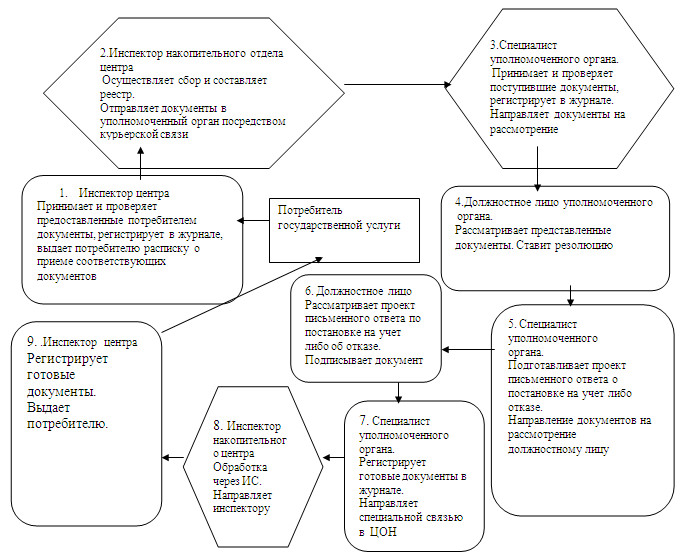 2.Инспектор накопительного отдела
центра
Осуществляет сбор и составляет
реестр.
Отправляет документы в
уполномоченный орган посредством
курьерской связи
3.Специалист
уполномоченного органа.
Принимает и проверяет
поступившие документы,
регистрирует в журнале.
Направляет документы на
рассмотрение
1. Инспектор центра
Принимает и проверяет
предоставленные потребителем
документы, регистрирует в журнале,
выдает потребителю расписку о
приеме соответствующих
документов
Потребитель
государственной услуги
4.Должностное лицо уполномоченного
органа.
Рассматривает представленные
документы. Ставит резолюцию
6. Должностное лицо
Рассматривает проект
письменного ответа по
постановке на учет
либо об отказе.
Подписывает документ
5. Специалист
уполномоченного
органа.
Подготавливает проект
письменного ответа о
постановке на учет либо
отказе.
Направление документов на
рассмотрение
должностному лицу
9. .Инспектор центра
Регистрирует
готовые
документы.
Выдает
потребителю.
8. Инспектор
накопительног
о центра
Обработка
через ИС.
Направляет
инспектору
7. Специалист
уполномоченного
органа.
Регистрирует
готовые документы в
журнале.
Направляет
специальной связью
в ЦОН